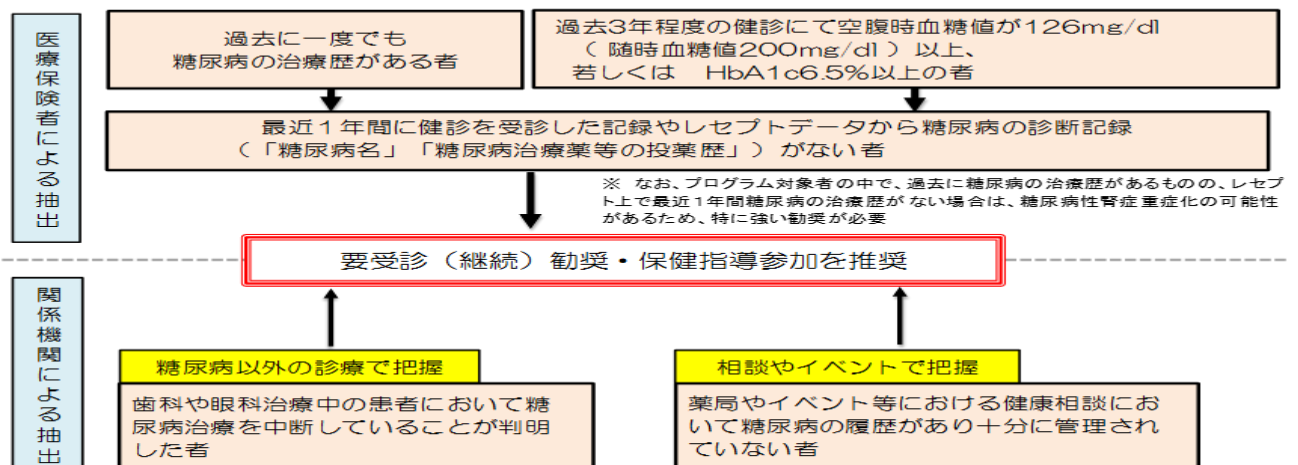 医療保険者による抽出
過去に一度でも
糖尿病の治療歴がある者
過去3年程度の健診にて空腹時血糖値が126mg/dl
（ 随時血糖値200mg/dl ）以上、
若しくは　HbA1c6.5%以上の者
最近１年間に健診を受診した記録やレセプトデータから糖尿病の診断記録
（「糖尿病名」「糖尿病治療薬等の投薬歴」）がない者
※ なお、プログラム対象者の中で、過去に糖尿病の治療歴があるものの、レセプ
ト上で最近１年間糖尿病の治療歴がない場合は、糖尿病性腎症重症化の可能性
があるため、特に強い勧奨が必要
要受診（継続）勧奨・保健指導参加を推奨
関係機関による抽出
糖尿病以外の診療で把握
歯科や眼科治療中の患者において糖
尿病治療を中断していることが判明
した者
相談やイベントで把握
薬局やイベント等における健康相談にお
いて糖尿病の履歴があり十分に管理され
ていない者